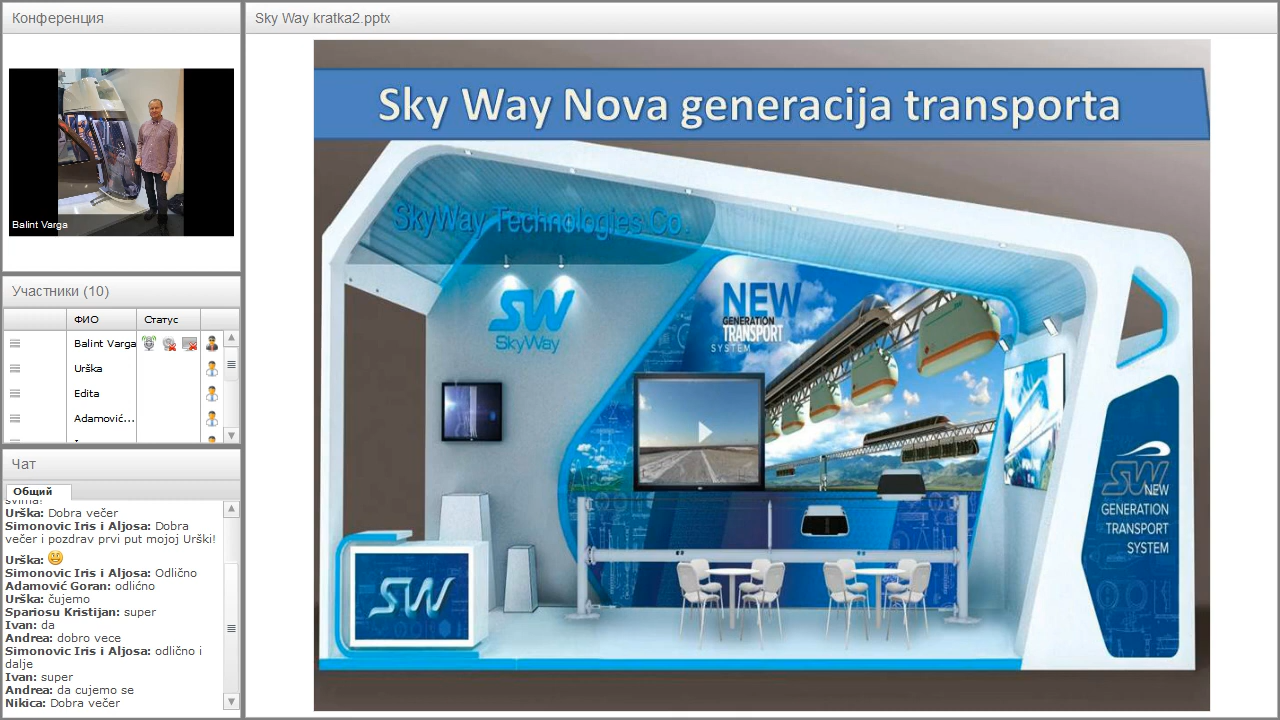 Конференция
Balint Varga
Участники (10)
ФИО
Статус
Balint Varga
Urška
Edita
Adamović...
Чат
Общий
svima!
Urška: Dobra večer
Simonovic Iris i Aljosa: Dobra
večer i pozdrav prvi put mojoj Urški!
Urška:
Simonovic Iris i Aljosa: Odlično
Adamović Goran: odlično
Urška: čujemo
Spariosu Kristijan: super
Ivan: da
Andrea: dobro vece
Simonovic Iris i Aljosa: odlično i
dalje
Ivan: super
Andrea: da cujemo se
Nikica: Dobra večer
Sky Way kratka2.pptx
Sky Way Nova generacija transporta
SkyWay Technologies Co.
SW
SkyWay
NEW
GENERATION
TRANSPORT
SYSTEM
SW
SW NEW
GENERATION
TRANSPORT
SYSTEM